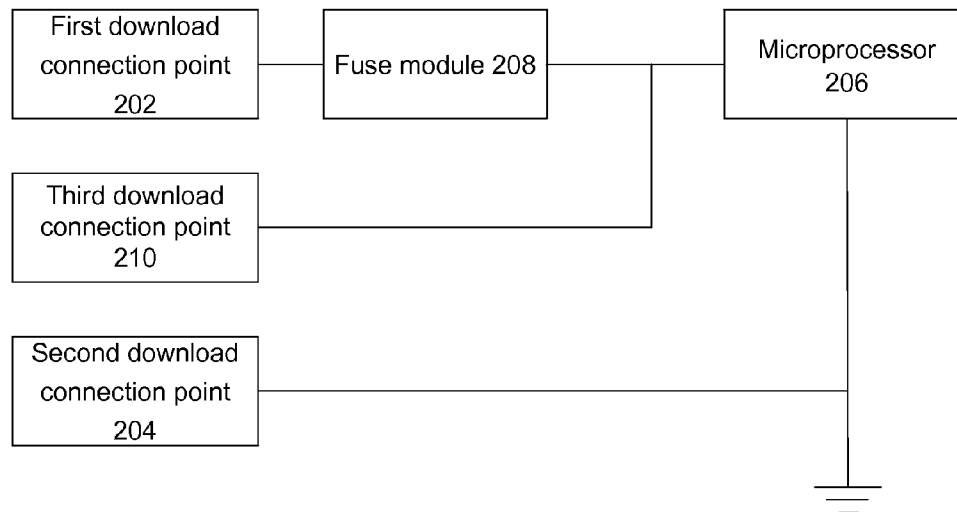 First download
connection point
202
Fuse module 208
Microprocessor
206
Third download
connection point
210
Second download
connection point
204